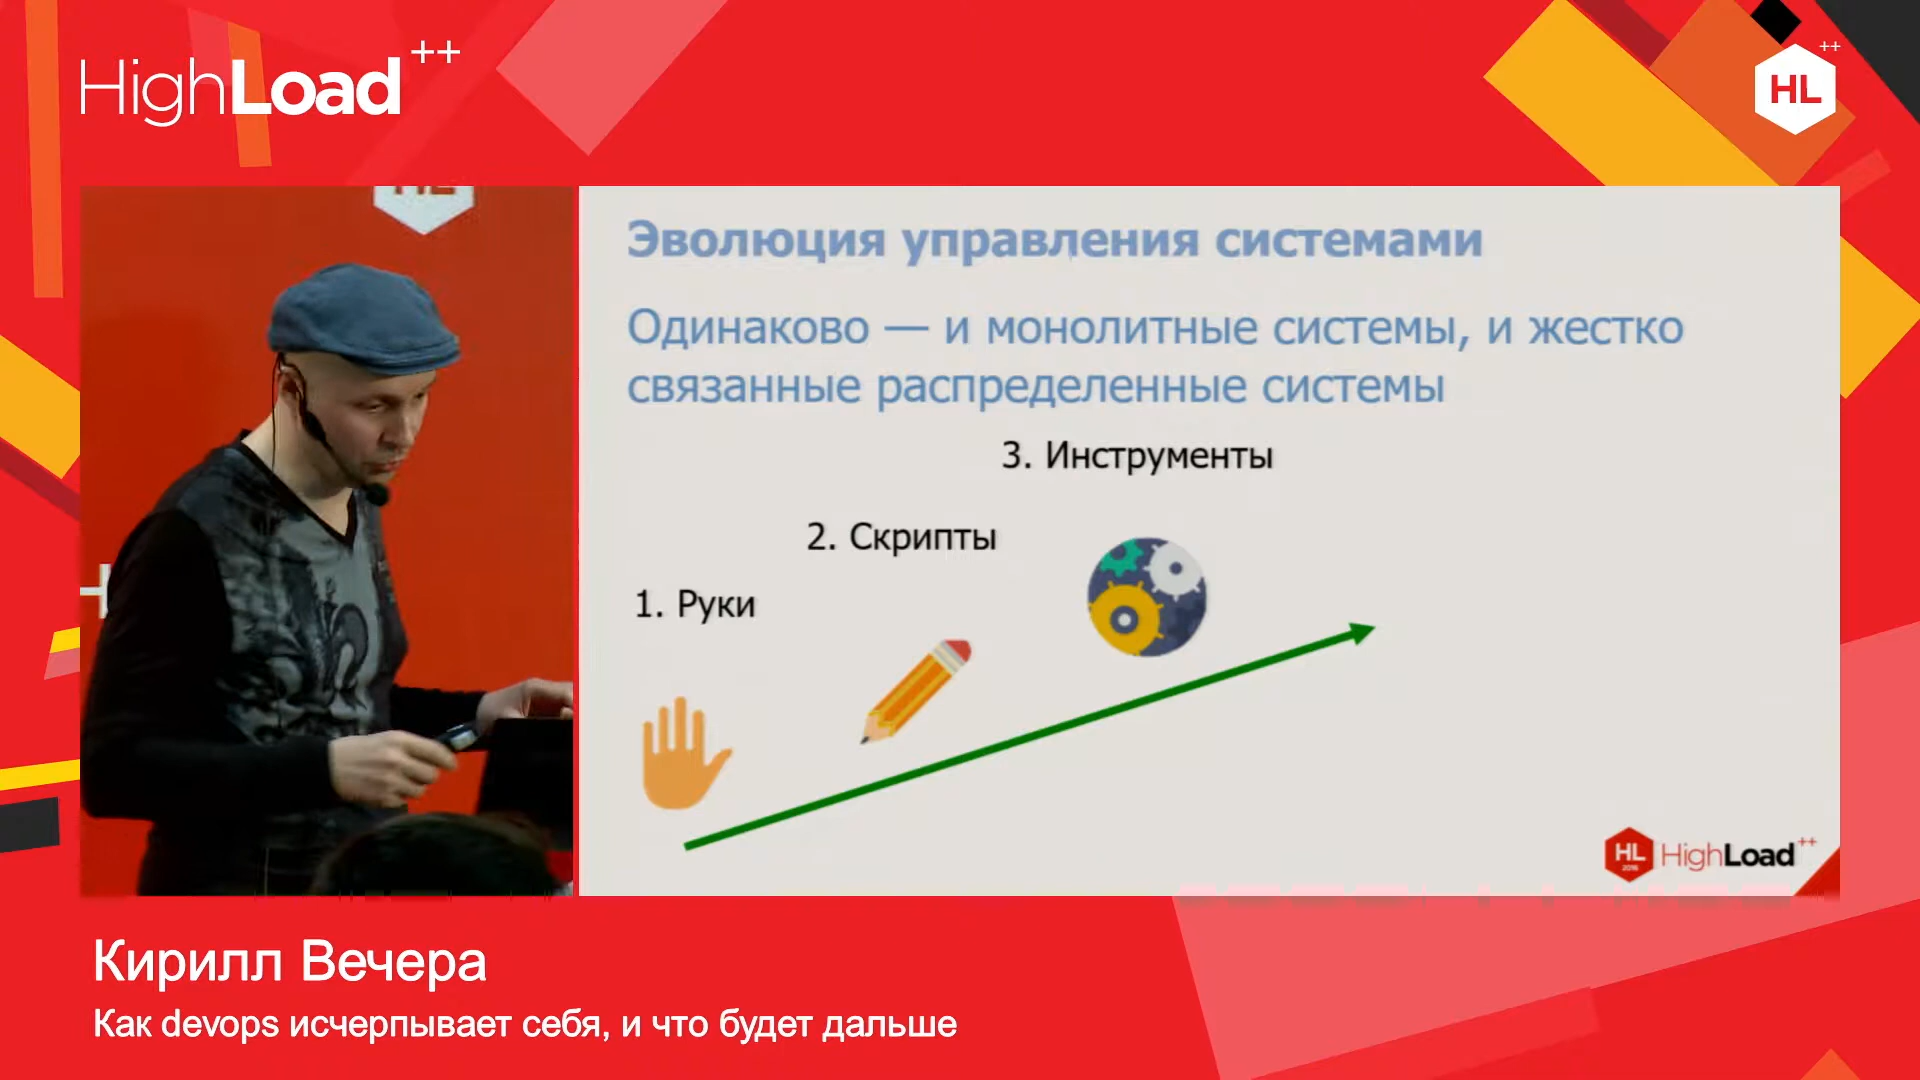 HighLoad++
HL++
Эволюция управления системами
Одинаково — и монолитные системы, и жестко
связанные распределенные системы
3. Инструменты
2. Скрипты
1. Руки
HL
HighLoad++
Кирилл Вечера
Как devops исчерпывает себя, и что будет дальше